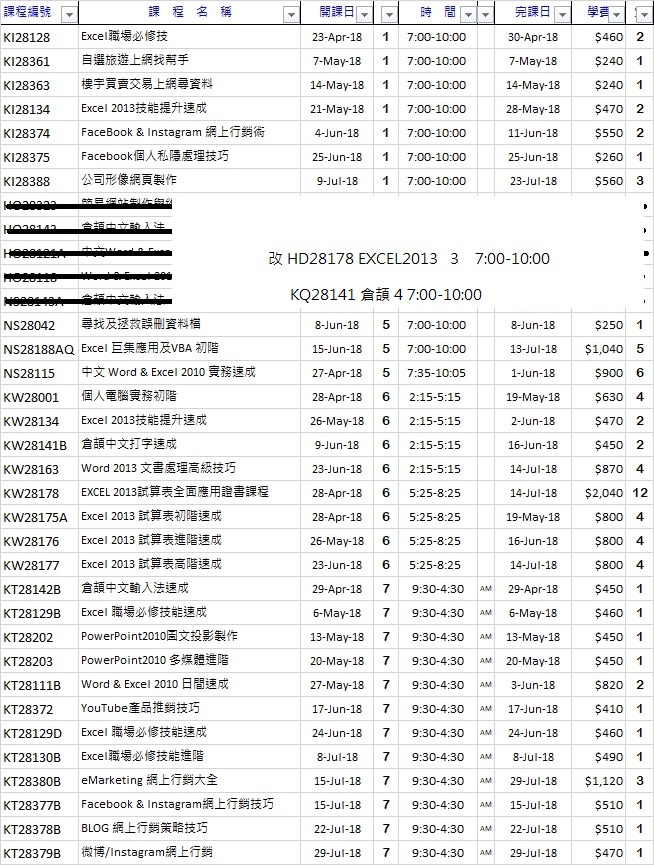 課程編號 課 程 名 稱 開課日 時 間 完課日 學費
KI28128 Excel職場必修技 23-Apr-18 1 7:00-10:00 30-Apr-18 $460 2
KI28361 自選旅遊上網找幫手 7-May-18 1 7:00-10:00 7-May-18 $240 1
KI28363 樓宇買賣交易上網尋資料 14-May-18 1 7:00-10:00 14-May-18 $240 1
KI28134 Excel 2013技能提升速成 21-May-18 1 7:00-10:00 28-May-18 $470 2
KI28374 FaceBook & Instagram 網上行銷術 4-Jun-18 1 7:00-10:00 11-Jun-18 $550 2
KI28375 Facebook個人私隱處理技巧 25-Jun-18 1 7:00-10:00 25-Jun-18 $260 1
KI28388 公司形像網頁製作 9-Jul-18 1 7:00-10:00 23-Jul-18 $560 3
倉頡中文輸入法
改 HD28178 EXCEL2013 3 7:00-10:00
倉頡中文輸入法
KQ28141 倉頡 4 7:00-10:00
NS28042 尋找及拯救誤刪資料檔 8-Jun-18 5 7:00-10:00 8-Jun-18 $250 1
NS28188AQ Excel 巨集應用及VBA 初階 15-Jun-18 5 7:00-10:00 13-Jul-18 $1,040 5
NS28115 中文 Word & Excel 2010 實務速成 27-Apr-18 5 7:35-10:05 1-Jun-18 $900 6
KW28001 個人電腦實務初階 28-Apr-18 6 2:15-5:15 19-May-18 $630 4
KW28134 Excel 2013技能提升速成 26-May-18 6 2:15-5:15 2-Jun-18 $470 2
KW28141B 倉頡中文打字速成 9-Jun-18 6 2:15-5:15 16-Jun-18 $450 2
KW28163 Word 2013 文書處理高級技巧 23-Jun-18 6 2:15-5:15 14-Jul-18 $870 4
KW28178 EXCEL 2013試算表全面應用證書課程 28-Apr-18 6 5:25-8:25 14-Jul-18 $2,040 12
KW28175A Excel 2013 試算表初階速成 28-Apr-18 6 5:25-8:25 19-May-18 $800 4
KW28176 Excel 2013 試算表進階速成 26-May-18 6 5:25-8:25 16-Jun-18 $800 4
KW28177 Excel 2013 試算表高階速成 23-Jun-18 6 5:25-8:25 14-Jul-18 $800 4
KT28142B 倉頡中文輸入法速成 29-Apr-18 7 9:30-4:30 AM 29-Apr-18 $450 1
KT28129B Excel 職場必修技能速成 6-May-18 7 9:30-4:30 AM 6-May-18 $460 1
KT28202 PowerPoint2010圖文投影製作 13-May-18 7 9:30-4:30 AM 13-May-18 $450 1
KT28203 PowerPoint2010 多媒體進階 20-May-18 7 9:30-4:30 AM 20-May-18 $450 1
KT28111B Word & Excel 2010 日間速成 27-May-18 7 9:30-4:30 AM 3-Jun-18 $820 2
KT28372 YouTube產品推銷技巧 17-Jun-18 7 9:30-4:30 AM 17-Jun-18 $410 1
KT28129D Excel 職場必修技能速成 24-Jun-18 7 9:30-4:30 AM 24-Jun-18 $460 1
KT28130B Excel職場必修技能進階 8-Jul-18 7 9:30-4:30 AM 8-Jul-18 $490 1
KT28380B eMarketing 網上行銷大全 15-Jul-18 7 9:30-4:30 AM 29-Jul-18 $1,120 3
KT28377B Facebook & Instagram網上行銷技巧 15-Jul-18 7 9:30-4:30 AM 15-Jul-18 $510 1
KT28378B BLOG 網上行銷策略技巧 22-Jul-18 7 9:30-4:30 AM 22-Jul-18 $510 1
KT28379B 微博/Instagram網上行銷 29-Jul-18 7 9:30-4:30 AM 29-Jul-18 $470 1